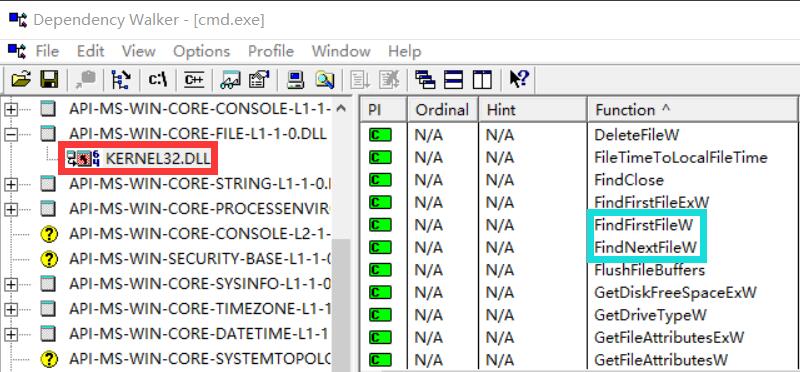 Dependency Walker - [cmd.exe]
File Edit View Options Profile Window Help
C:\ C++
API-MS-WIN-CORE-CONSOLE-L1-1-
API-MS-WIN-CORE-FILE-L1-1-0.DLL
KERNEL32.DLL
API-MS-WIN-CORE-STRING-L1-1-0.
API-MS-WIN-CORE-PROCESSENVIR
API-MS-WIN-CORE-CONSOLE-L2-1-
API-MS-WIN-SECURITY-BASE-L1-1-0
API-MS-WIN-CORE-SYSINFO-L1-1-0
API-MS-WIN-CORE-TIMEZONE-L1-1
API-MS-WIN-CORE-DATETIME-L1-1
API-MS-WIN-CORE-SYSTEMTOPOLO
PI Ordinal Hint Function ^
C N/A N/A DeleteFileW
C N/A N/A FileTimeToLocalFileTime
C N/A N/A FindClose
C N/A N/A FindFirstFileExW
C N/A N/A FindFirstFileW
C N/A N/A FindNextFileW
C N/A N/A FlushFileBuffers
C N/A N/A GetDiskFreeSpaceExW
C N/A N/A GetDriveTypeW
C N/A N/A GetFileAttributesExW
C N/A N/A GetFileAttributesW